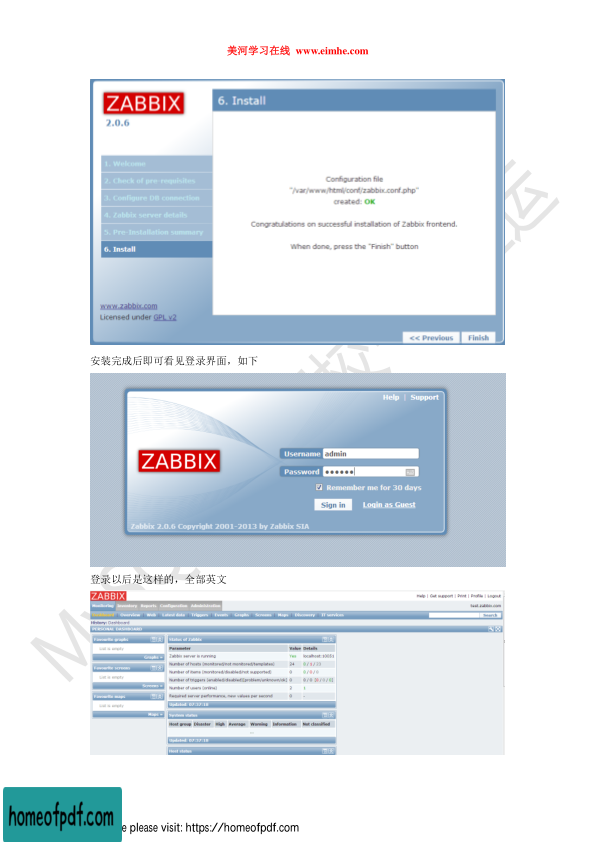 美河学习在线 www.eimhe.com
ZABBIX
2.0.6
6. Install
1. Welcome
2. Check of pre-requisites
3. Configure DB connection
4. Zabbix server details
5. Pre-Installation summary
6. Install
Configuration file
"/var/www/html/conf/zabbix.conf.php"
created: OK
Congratulations on successful installation of Zabbix frontend.
When done, press the "Finish" button
www.zabbix.com
Licensed under GPL v2
<< Previous
Finish
安装完成后即可看见登录界面，如下
Help | Support
ZABBIX
Username admin
Password
Remember me for 30 days
Sign in
Login as Guest
Zabbix 2.0.6 Copyright 2001-2013 by Zabbix SIA
登录以后是这样的，全部英文
ZABBIX
Help | Get support | Print | Profile | Logout
Monitoring Inventory Reports Configuration Administration
test.zabbix.com
Dashboard Overview Web Latest data Triggers Events Graphs Screens Maps Discovery IT services
Search
History: Dashboard
PERSONAL DASHBOARD
Favourite graphs
List is empty
Graphs »
Favourite screens
List is empty
Screens »
Favourite maps
List is empty
Maps »
Status of Zabbix
Parameter Value Details
Zabbix server is running Yes localhost:10051
Number of hosts (monitored/not monitored/templates) 24
Number of items (monitored/disabled/not supported) 0 0 / 0 / 0
Number of triggers (enabled/disabled)[problem/unknown/ok] 0
Number of users (online) 2 1
Required server performance, new values per second 0 -
Updated: 07:37:18
System status
Host group Disaster High Average Warning Information Not classified
...
Updated: 07:37:18
Host status
homeofpdf.com
e please visit: https://homeofpdf.com